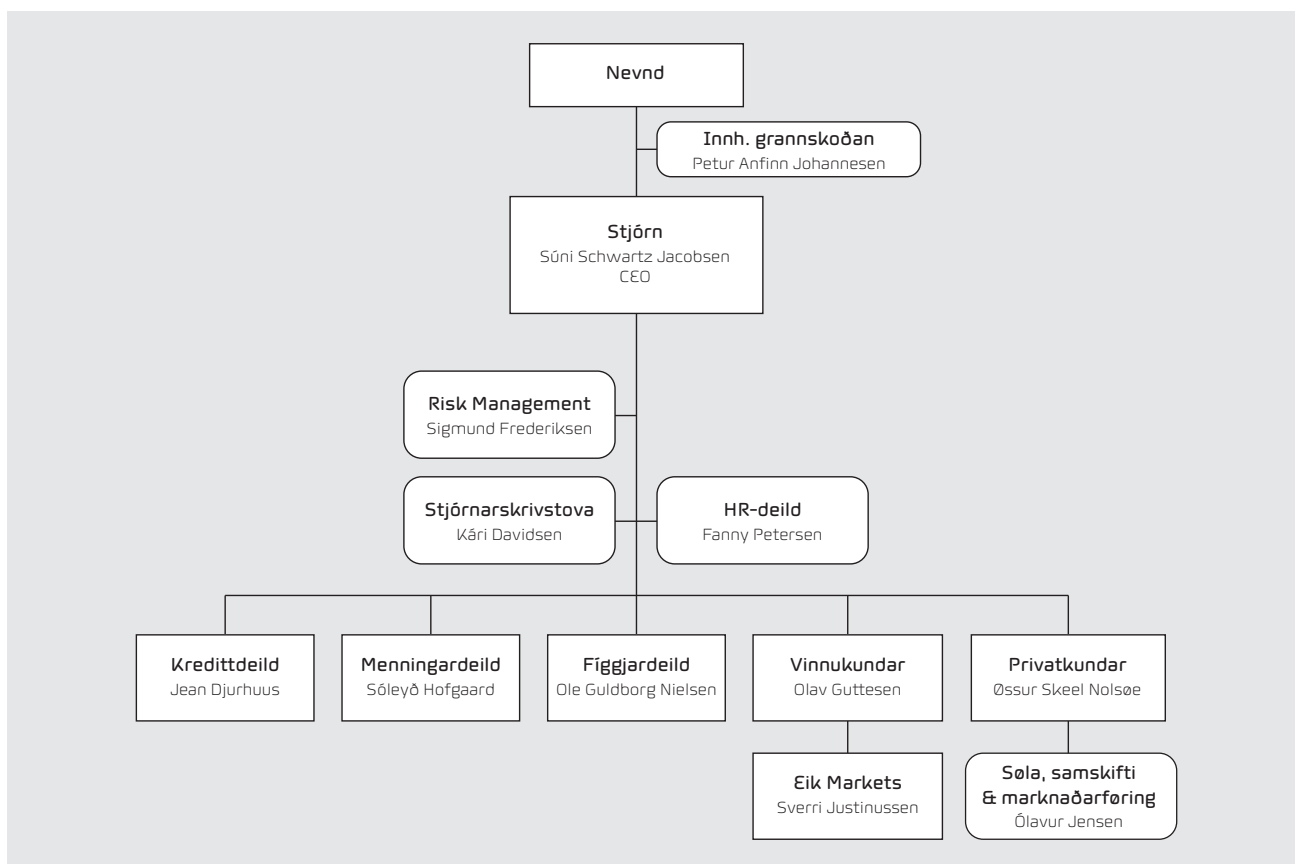 Nevnd
Innh. grannskoðan
Petur Anfinn Johannesen
Stjórn
Súni Schwartz Jacobsen
CEO
Risk Management
Sigmund Frederiksen
Stjórnarskrivstova
Kári Davidsen
HR-deild
Fanny Petersen
Kredittdeild
Jean Djurhuus
Menningardeild
Sóleyð Hofgaard
Fíggjardeild
Ole Guldborg Nielsen
Vinnukundar
Olav Guttesen
Privatkundar
Øssur Skeel Nolsøe
Eik Markets
Sverri Justinussen
Søla, samskifti
& marknaðarføring
Ólavur Jensen